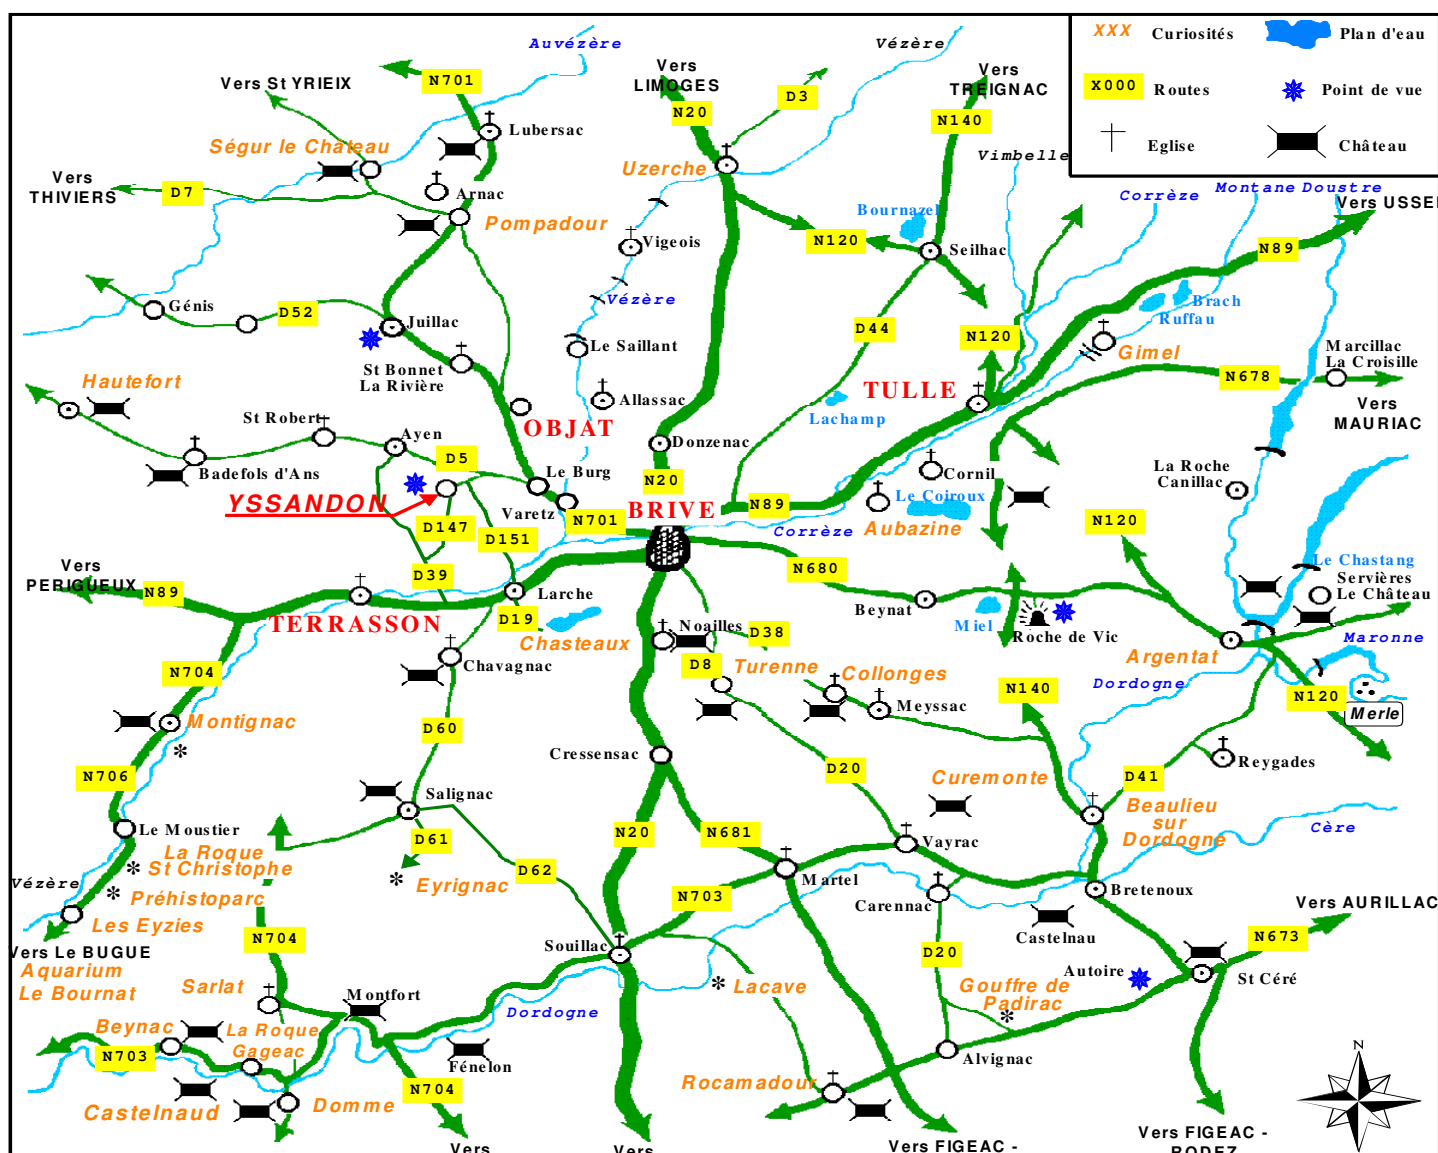 XXX Curiosités
Plan d'eau
X000 Routes
Point de vue
Eglise
Château
Auvézère
Vézère
Vers St YRIEIX
N701
Vers
LIMOGES
D3
Vers
TREIGNAC
N20
N140
Lubersac
Ségur le Château
Uzerche
Vimbelle
Corrèze
Montane
Doustre
Vers USSEL
Vers
THIVIERS
D7
Arnac
Pompadour
Bournazel
Vigeois
N120
Seilhac
N89
Génis
D52
Vézère
Brach
Ruffau
Juillac
D44
N120
Gimel
Le Saillant
St Bonnet
La Rivière
Marcillac
La Croisille
N678
Hautefort
Allassac
TULLE
Lachamp
Vers
MAURIAC
St Robert
OBJAT
Ayen
Donzenac
Badefols d'Ans
D5
Le Burg
N20
Cornil
La Roche
Canillac
YSSANDON
Varetz
BRIVE
N89
Le Coiroux
Aubazine
D147
D151
N701
Corrèze
N120
Le Chastang
Vers
PERIGUEUX
N89
D39
N680
Servières
Le Château
Larche
Beynat
TERRASSON
D19
Chasteaux
Noailles
D38
Miel
Roche de Vic
Argentat
Maronne
Chavagnac
D8
Turenne
Collonges
Dordogne
N704
N140
N120
Merle
Montignac
Meyssac
D60
Cressensac
D20
Reygades
N706
Curemonte
D41
Salignac
Beaulieu
sur
Dordogne
Le Moustier
N20
N681
Vayrac
Cère
La Roque
St Christophe
D61
D62
Martel
Vézère
Préhistoparc
Eyrignac
N703
Carennac
Bretenoux
Les Eyzies
Castelnau
Vers AURILLAC
Vers Le BUGUE
N704
Souillac
D20
N673
Aquarium
Le Bournat
Sarlat
Montfort
Lacave
Gouffre de
Padirac
Autoire
St Céré
Dordogne
Beynac
La Roque
Gageac
N703
Fénelon
Alvignac
N704
Rocamadour
Castelnaud
Domme
N
Vers
Vers
Vers FIGEAC -
Vers FIGEAC -
RODEZ